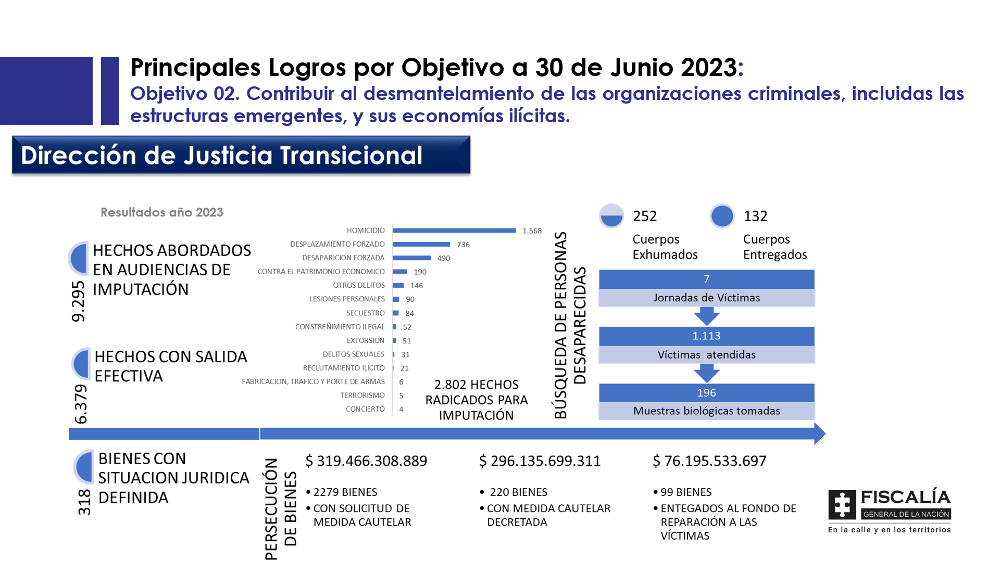 Principales Logros por Objetivo a 30 de Junio 2023:
Objetivo 02. Contribuir al desmantelamiento de las organizaciones criminales, incluidas las
estructuras emergentes, y sus economías ilícitas.
Dirección de Justicia Transicional
Resultados año 2023
9.295
HECHOS ABORDADOS
EN AUDIENCIAS DE
IMPUTACIÓN
6.379
HECHOS CON SALIDA
EFECTIVA
HOMICIDIO 1.568
DESPLAZAMIENTO FORZADO 736
DESAPARICION FORZADA 490
CONTRA EL PATRIMONIO ECONOMICO 190
OTROS DELITOS 146
LESIONES PERSONALES 90
SECUESTRO 84
CONSTREÑIMIENTO ILEGAL 52
EXTORSION 51
DELITOS SEXUALES 31
RECLUTAMIENTO ILICITO 21
FABRICACION, TRAFICO Y PORTE DE ARMAS 6
TERRORISMO 5
CONCIERTO 4
2.802 HECHOS
RADICADOS PARA
IMPUTACIÓN
BÚSQUEDA DE PERSONAS
DESAPARECIDAS
252
Cuerpos
Exhumados
132
Cuerpos
Entregados
7
Jornadas de Víctimas
1.113
Víctimas  atendidas
196
Muestras biológicas tomadas
318
BIENES CON
SITUACION JURIDICA
DEFINIDA
PERSECUCIÓN
DE BIENES
$ 319.466.308.889
• 2279 BIENES
• CON SOLICITUD DE
MEDIDA CAUTELAR
$ 296.135.699.311
• 220 BIENES
• CON MEDIDA CAUTELAR
DECRETADA
$ 76.195.533.697
• 99 BIENES
• ENTEGADOS AL FONDO DE
REPARACIÓN A LAS
VÍCTIMAS
FISCALÍA
GENERAL DE LA NACIÓN
En la calle y en los territorios